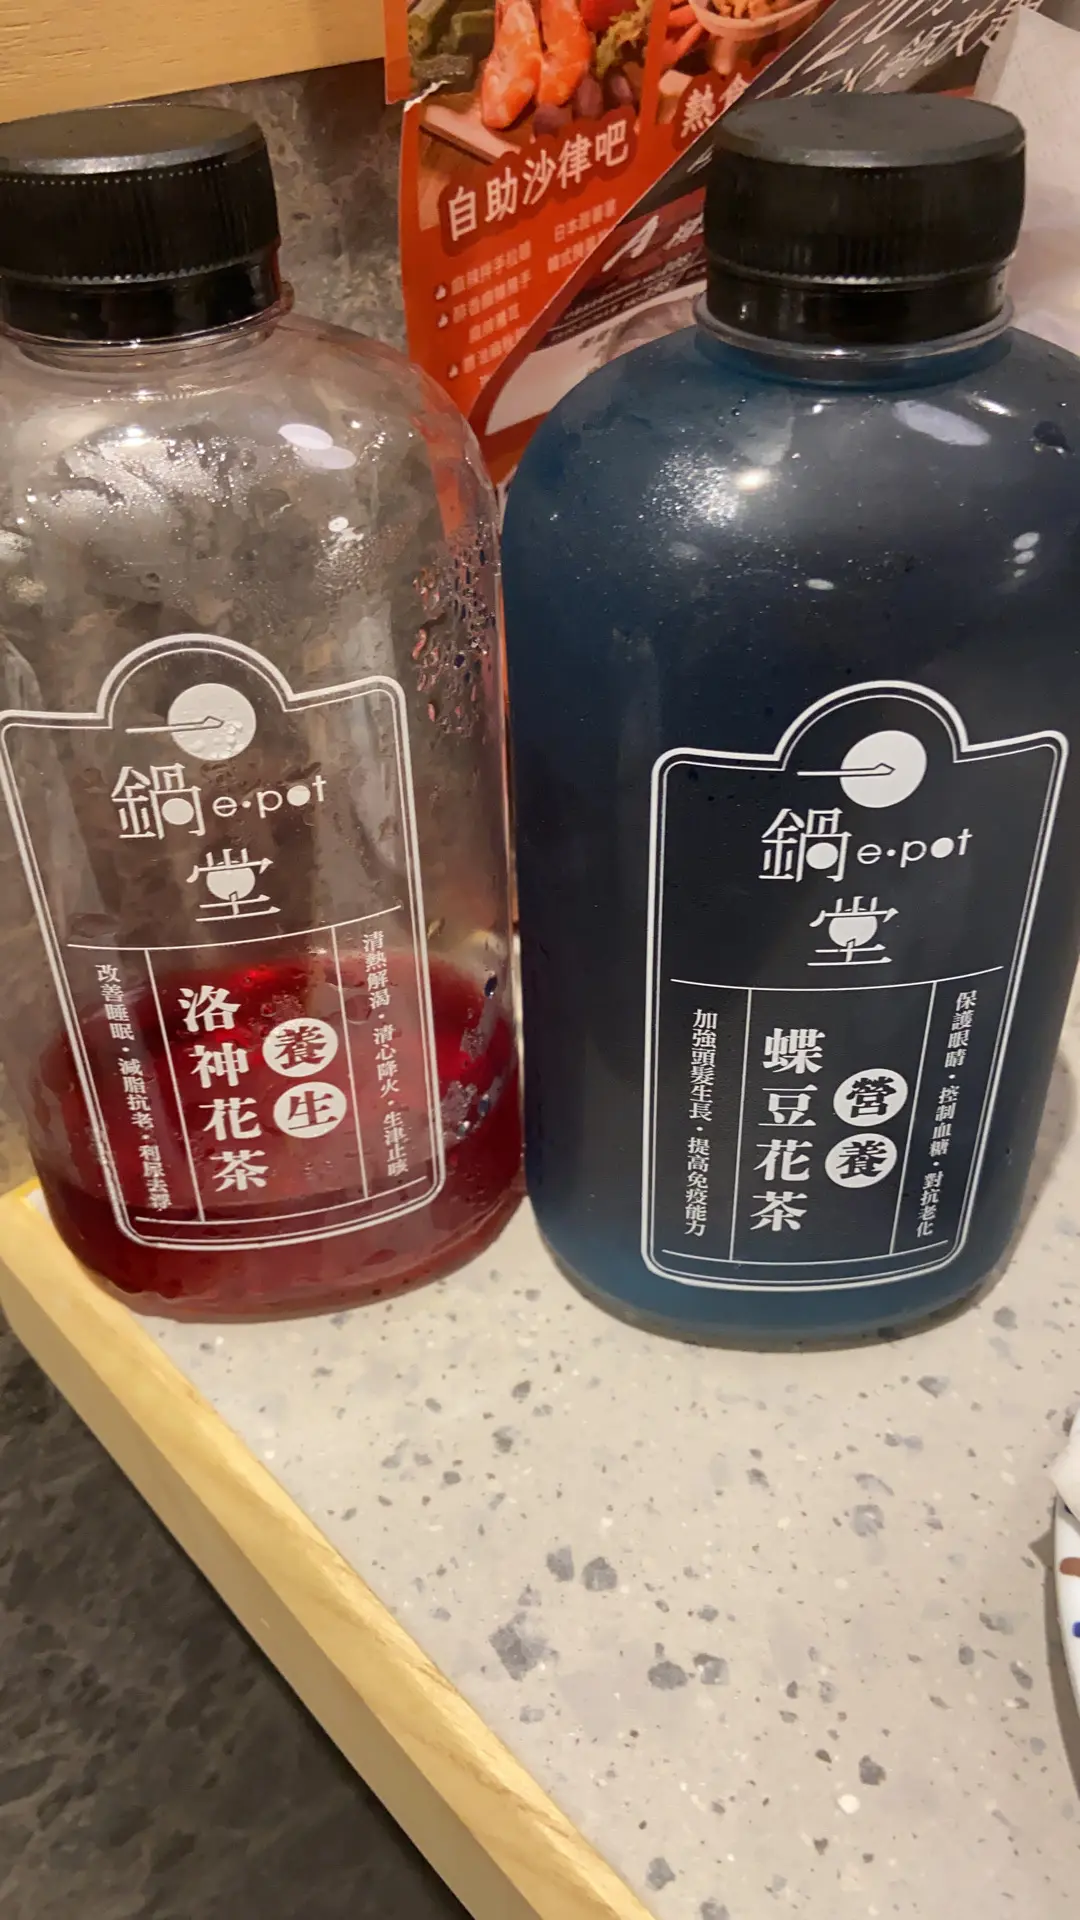 自助沙律吧
熱食
鍋 e·pot
堂
清熱解渴·清心降火·生津止咳
養生
洛神花茶
改善睡眠·減脂抗老·利尿去濕
鍋 e·pot
堂
保護眼睛·控制血糖·對抗老化
營養
蝶豆花茶
加強頭髮生長·提高免疫能力